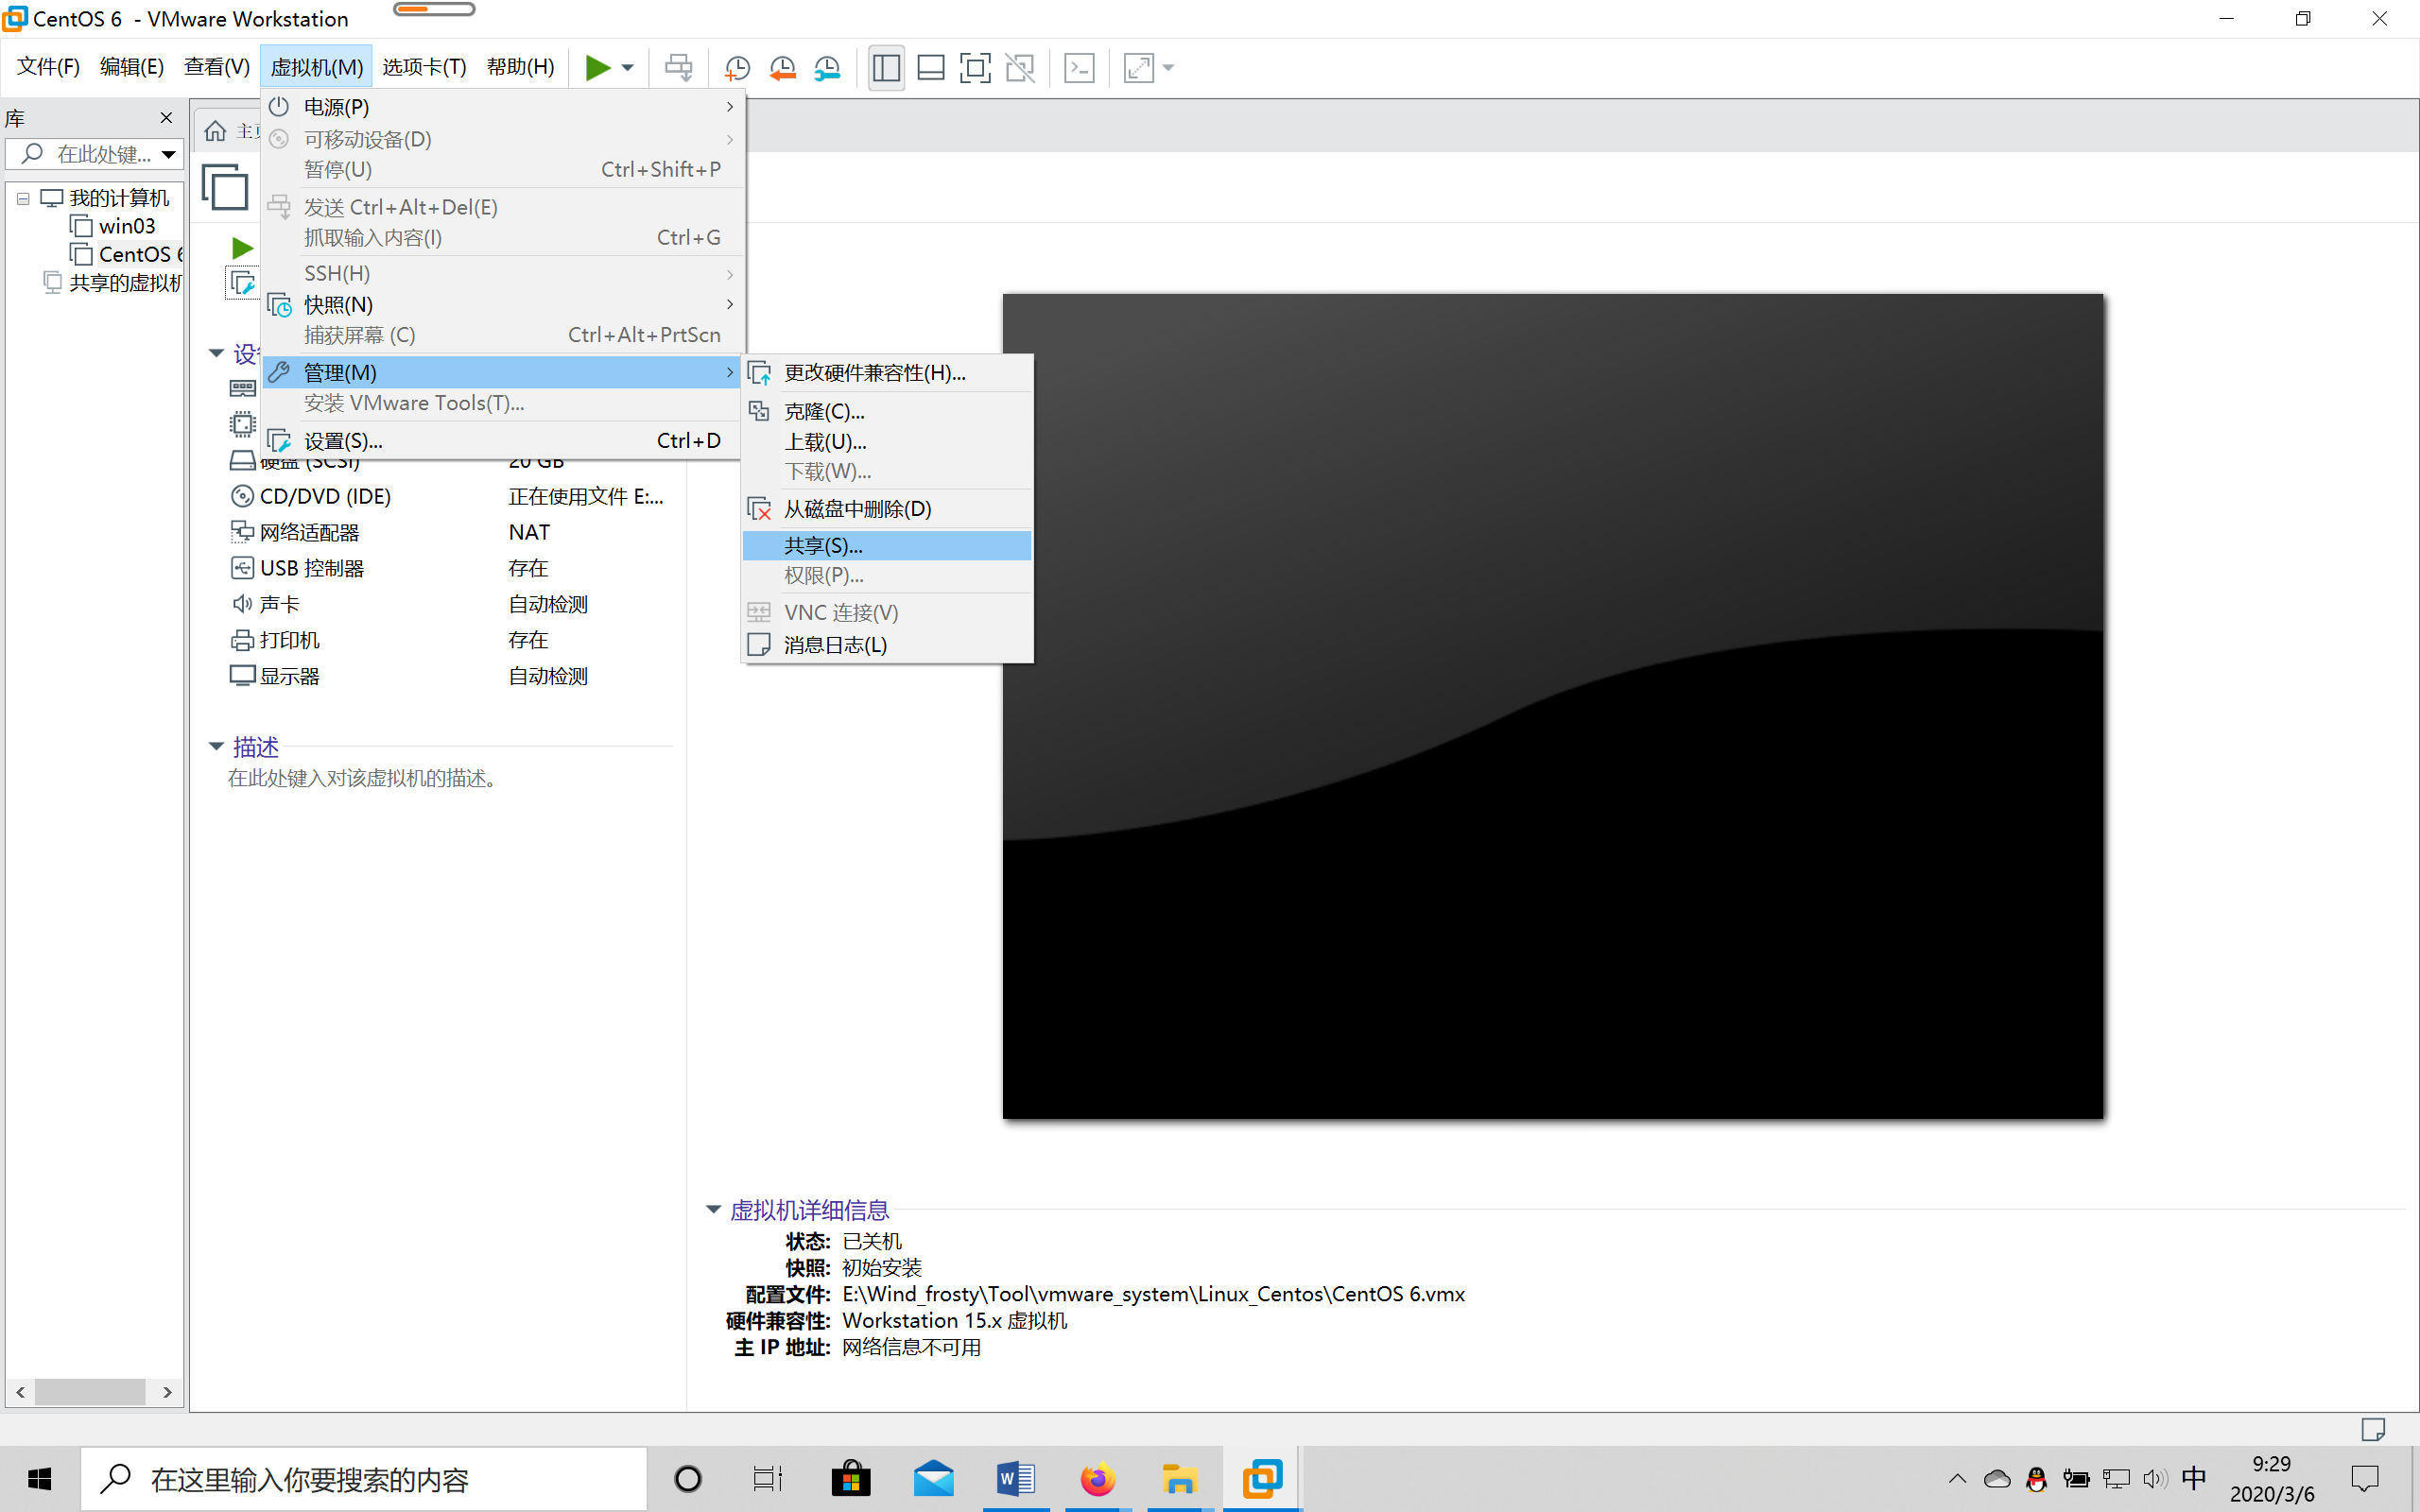 CentOS 6 - VMware Workstation
文件(F) 编辑(E) 查看(V) 虚拟机(M) 选项卡(T) 帮助(H)
库
在此处键...
我的计算机
win03
CentOS 6
共享的虚拟机
主页
电源(P)
可移动设备(D)
暂停(U) Ctrl+Shift+P
发送 Ctrl+Alt+Del(E)
抓取输入内容(I) Ctrl+G
SSH(H)
快照(N)
捕获屏幕 (C) Ctrl+Alt+PrtScn
管理(M)
安装 VMware Tools(T)...
设置(S)... Ctrl+D
更改硬件兼容性(H)...
克隆(C)...
上载(U)...
下载(W)...
从磁盘中删除(D)
共享(S)...
权限(P)...
VNC 连接(V)
消息日志(L)
硬盘 (SCSI) 20 GB
CD/DVD (IDE) 正在使用文件 E:...
网络适配器 NAT
USB 控制器 存在
声卡 自动检测
打印机 存在
显示器 自动检测
描述
在此处键入对该虚拟机的描述。
虚拟机详细信息
状态: 已关机
快照: 初始安装
配置文件: E:\Wind_frosty\Tool\vmware_system\Linux_Centos\CentOS 6.vmx
硬件兼容性: Workstation 15.x 虚拟机
主 IP 地址: 网络信息不可用
在这里输入你要搜索的内容
中
9:29
2020/3/6